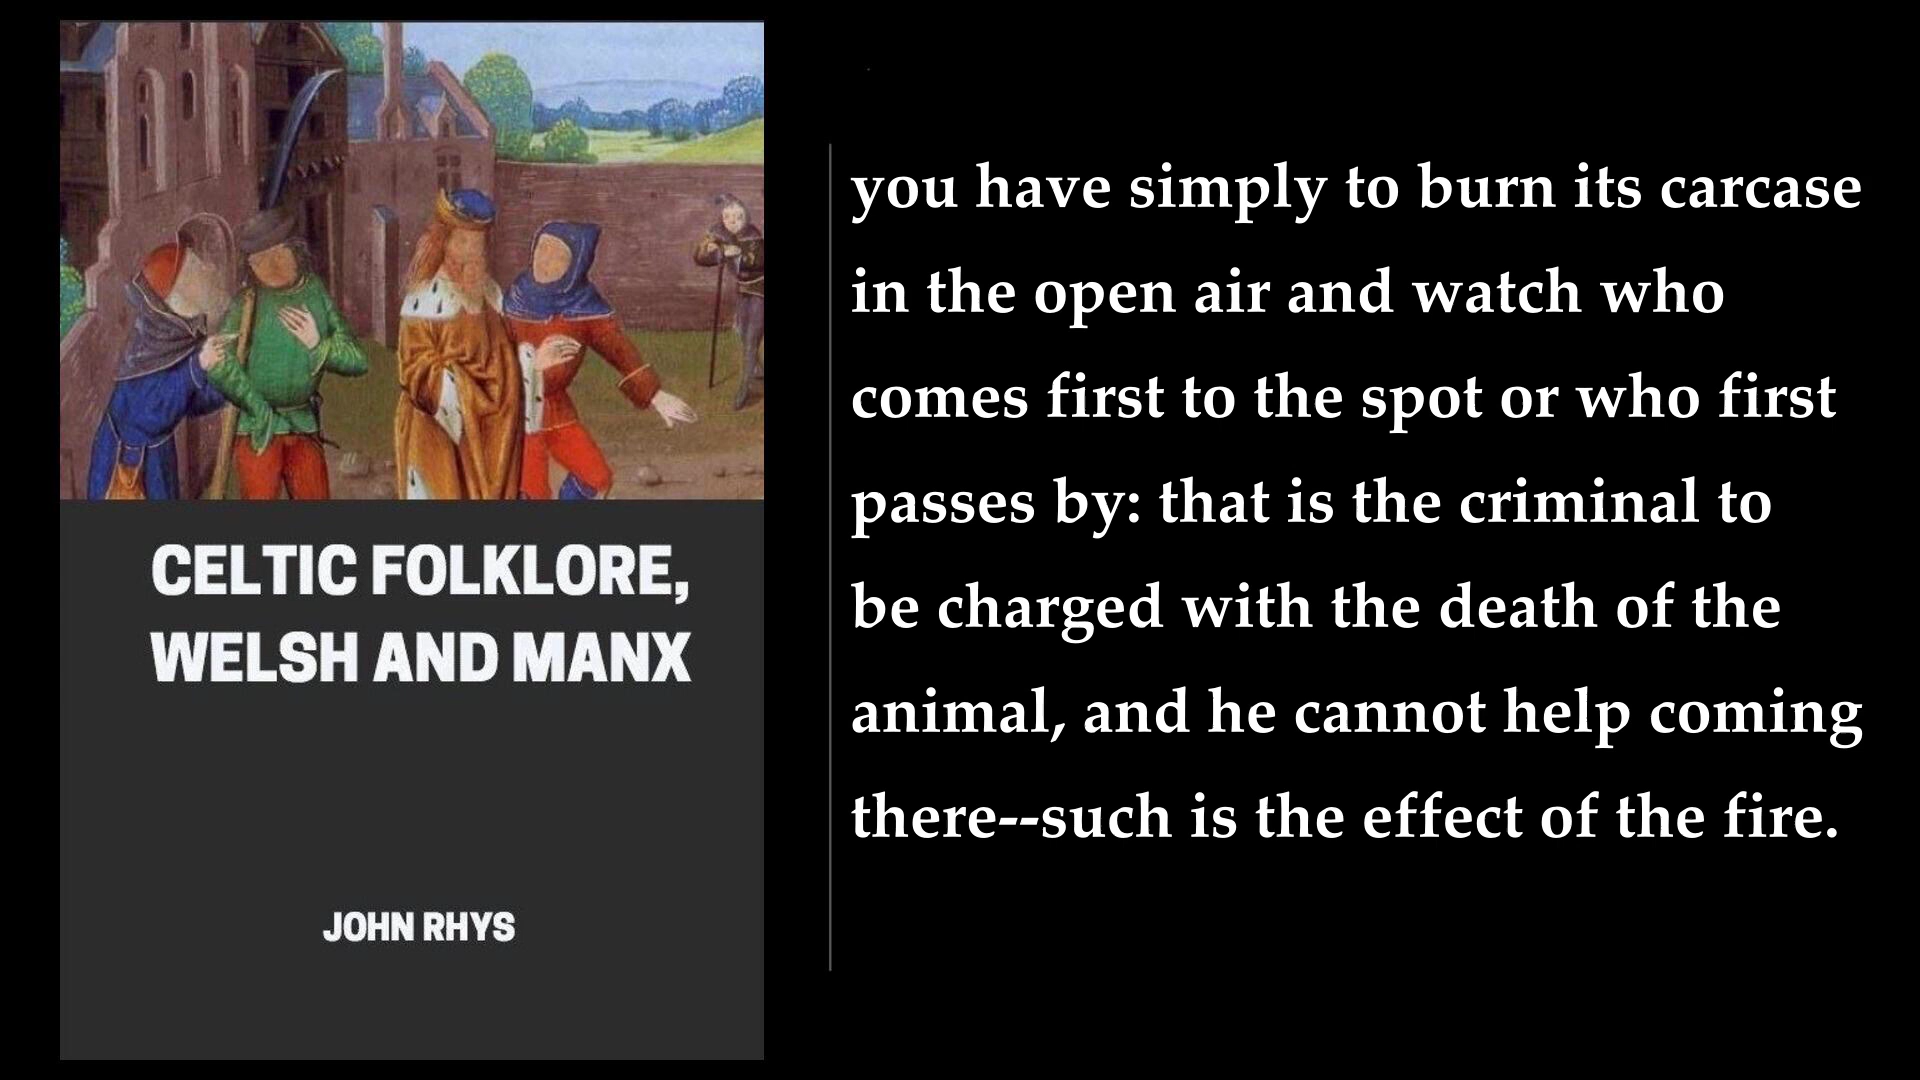 CELTIC FOLKLORE,
WELSH AND MANX
JOHN RHYS
you have simply to burn its carcase
in the open air and watch who
comes first to the spot or who first
passes by: that is the criminal to
be charged with the death of the
animal, and he cannot help coming
there--such is the effect of the fire.